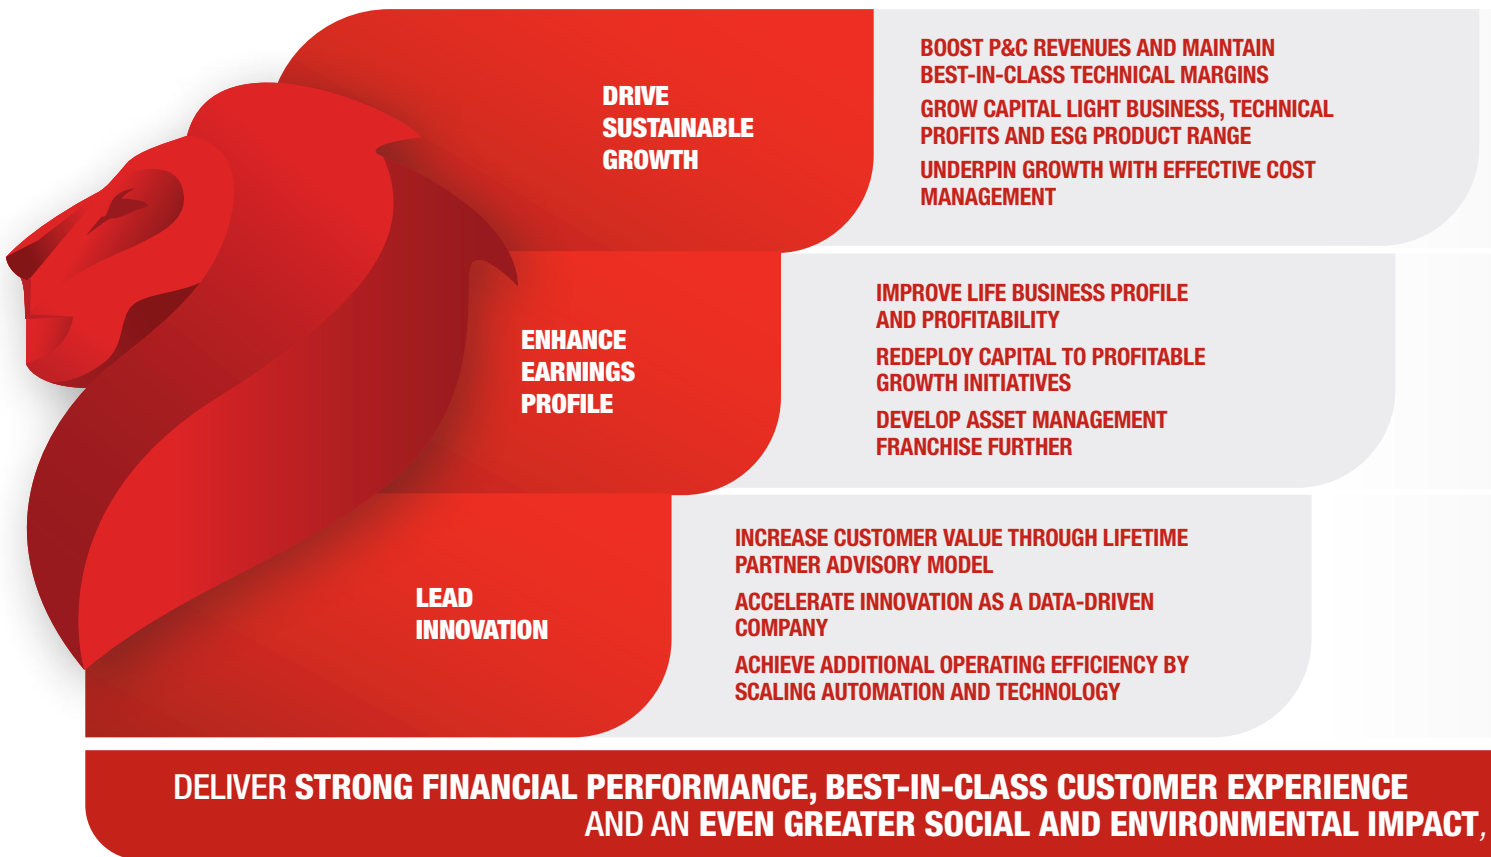 DRIVE
SUSTAINABLE
GROWTH
BOOST P&C REVENUES AND MAINTAIN
BEST-IN-CLASS TECHNICAL MARGINS
GROW CAPITAL LIGHT BUSINESS, TECHNICAL
PROFITS AND ESG PRODUCT RANGE
UNDERPIN GROWTH WITH EFFECTIVE COST
MANAGEMENT
ENHANCE
EARNINGS
PROFILE
IMPROVE LIFE BUSINESS PROFILE
AND PROFITABILITY
REDEPLOY CAPITAL TO PROFITABLE
GROWTH INITIATIVES
DEVELOP ASSET MANAGEMENT
FRANCHISE FURTHER
LEAD
INNOVATION
INCREASE CUSTOMER VALUE THROUGH LIFETIME
PARTNER ADVISORY MODEL
ACCELERATE INNOVATION AS A DATA-DRIVEN
COMPANY
ACHIEVE ADDITIONAL OPERATING EFFICIENCY BY
SCALING AUTOMATION AND TECHNOLOGY
DELIVER STRONG FINANCIAL PERFORMANCE, BEST-IN-CLASS CUSTOMER EXPERIENCE
AND AN EVEN GREATER SOCIAL AND ENVIRONMENTAL IMPACT,